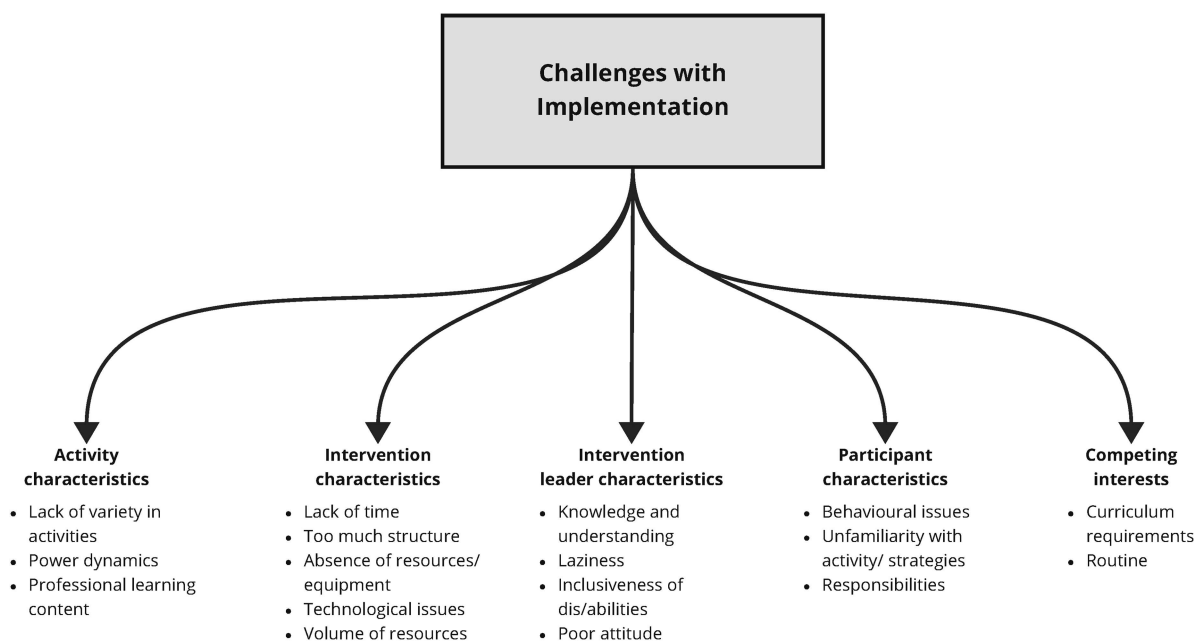 Challenges with
Implementation
Activity
characteristics
• Lack of variety in
activities
• Power dynamics
• Professional learning
content
Intervention
characteristics
• Lack of time
• Too much structure
• Absence of resources/
equipment
• Technological issues
• Volume of resources
Intervention
leader characteristics
• Knowledge and
understanding
• Laziness
• Inclusiveness of
dis/abilities
• Poor attitude
Participant
characteristics
• Behavioural issues
• Unfamiliarity with
activity/ strategies
• Responsibilities
Competing
interests
• Curriculum
requirements
• Routine